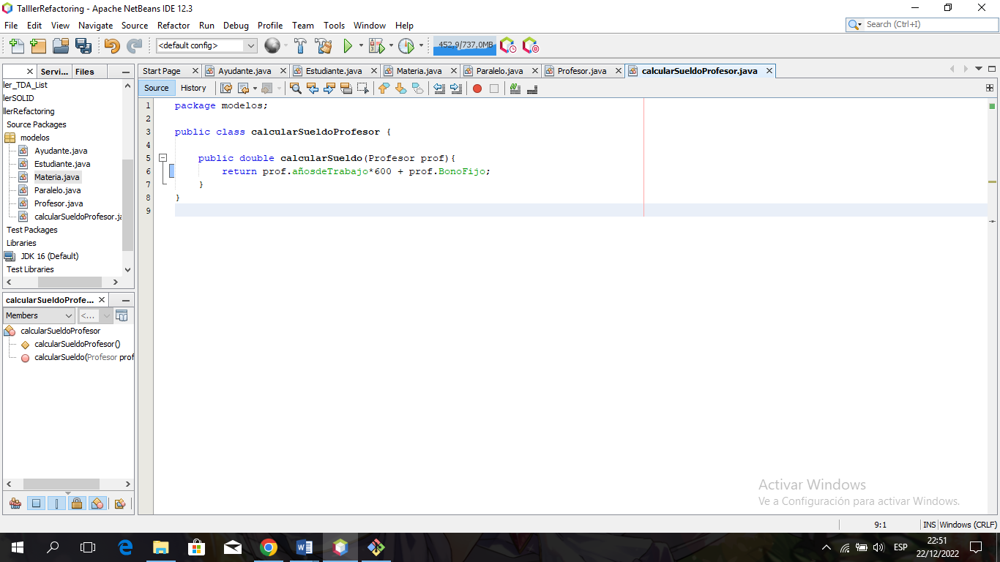 TalllerRefactoring - Apache NetBeans IDE 12.3
File Edit View Navigate Source Refactor Run Debug Profile Team Tools Window Help
Search (Ctrl+I)
<default config>
452,9/737,0MB
Servi... Files
Start Page Ayudante.java Estudiante.java Materia.java Paralelo.java Profesor.java calcularSueldoProfesor.java
Source History
ler_TDA_List
lerSOLID
llerRefactoring
Source Packages
modelos
Ayudante.java
Estudiante.java
Materia.java
Paralelo.java
Profesor.java
calcularSueldoProfesor.ja
Test Packages
Libraries
JDK 16 (Default)
Test Libraries
1 package modelos;
2
3 public class calcularSueldoProfesor {
4
5 public double calcularSueldo(Profesor prof){
6 return prof.añosdeTrabajo*600 + prof.BonoFijo;
7 }
8 }
9
calcularSueldoProfe...
Members <...
calcularSueldoProfesor
calcularSueldoProfesor()
calcularSueldo(Profesor prof
Activar Windows
Ve a Configuración para activar Windows.
9:1 INS Windows (CRLF)
ESP
22:51
22/12/2022